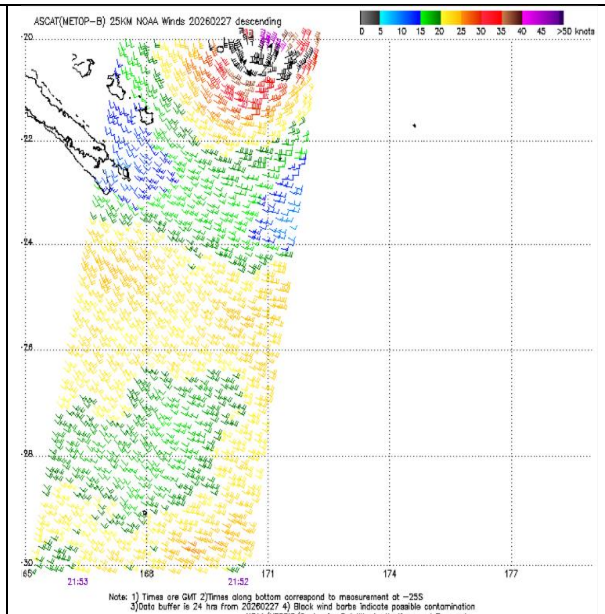 ASCAT(METOP-B) 25KM NOAA Winds 20260227 descending
0 5 10 15 20 25 30 35 40 45 >50 knots
-20
-22
-24
-26
-28
-30
165 168 171 174 177
21:53 21:52
Note: 1) Times are GMT 2)Times along bottom correspond to measurement at -25S
3)Data buffer is 24 hrs from 20260227 4) Black wind barbs indicate possible contamination